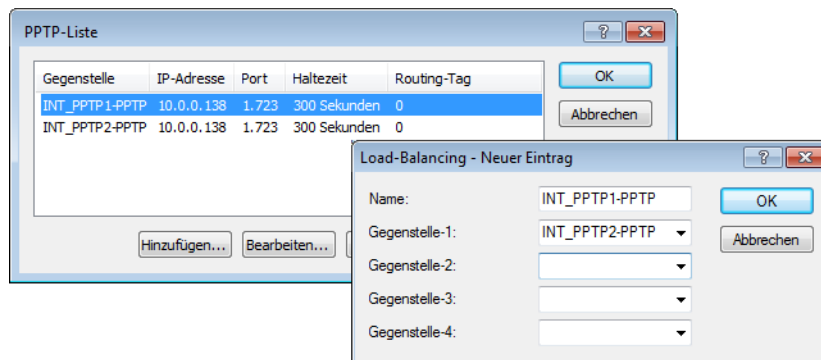 PPTP-Liste
Gegenstelle IP-Adresse Port Haltezeit Routing-Tag
INT_PPTP1-PPTP 10.0.0.138 1.723 300 Sekunden 0
INT_PPTP2-PPTP 10.0.0.138 1.723 300 Sekunden 0
OK
Abbrechen
Hinzufügen... Bearbeiten...
Load-Balancing - Neuer Eintrag
Name: INT_PPTP1-PPTP
Gegenstelle-1: INT_PPTP2-PPTP
Gegenstelle-2:
Gegenstelle-3:
Gegenstelle-4:
OK
Abbrechen